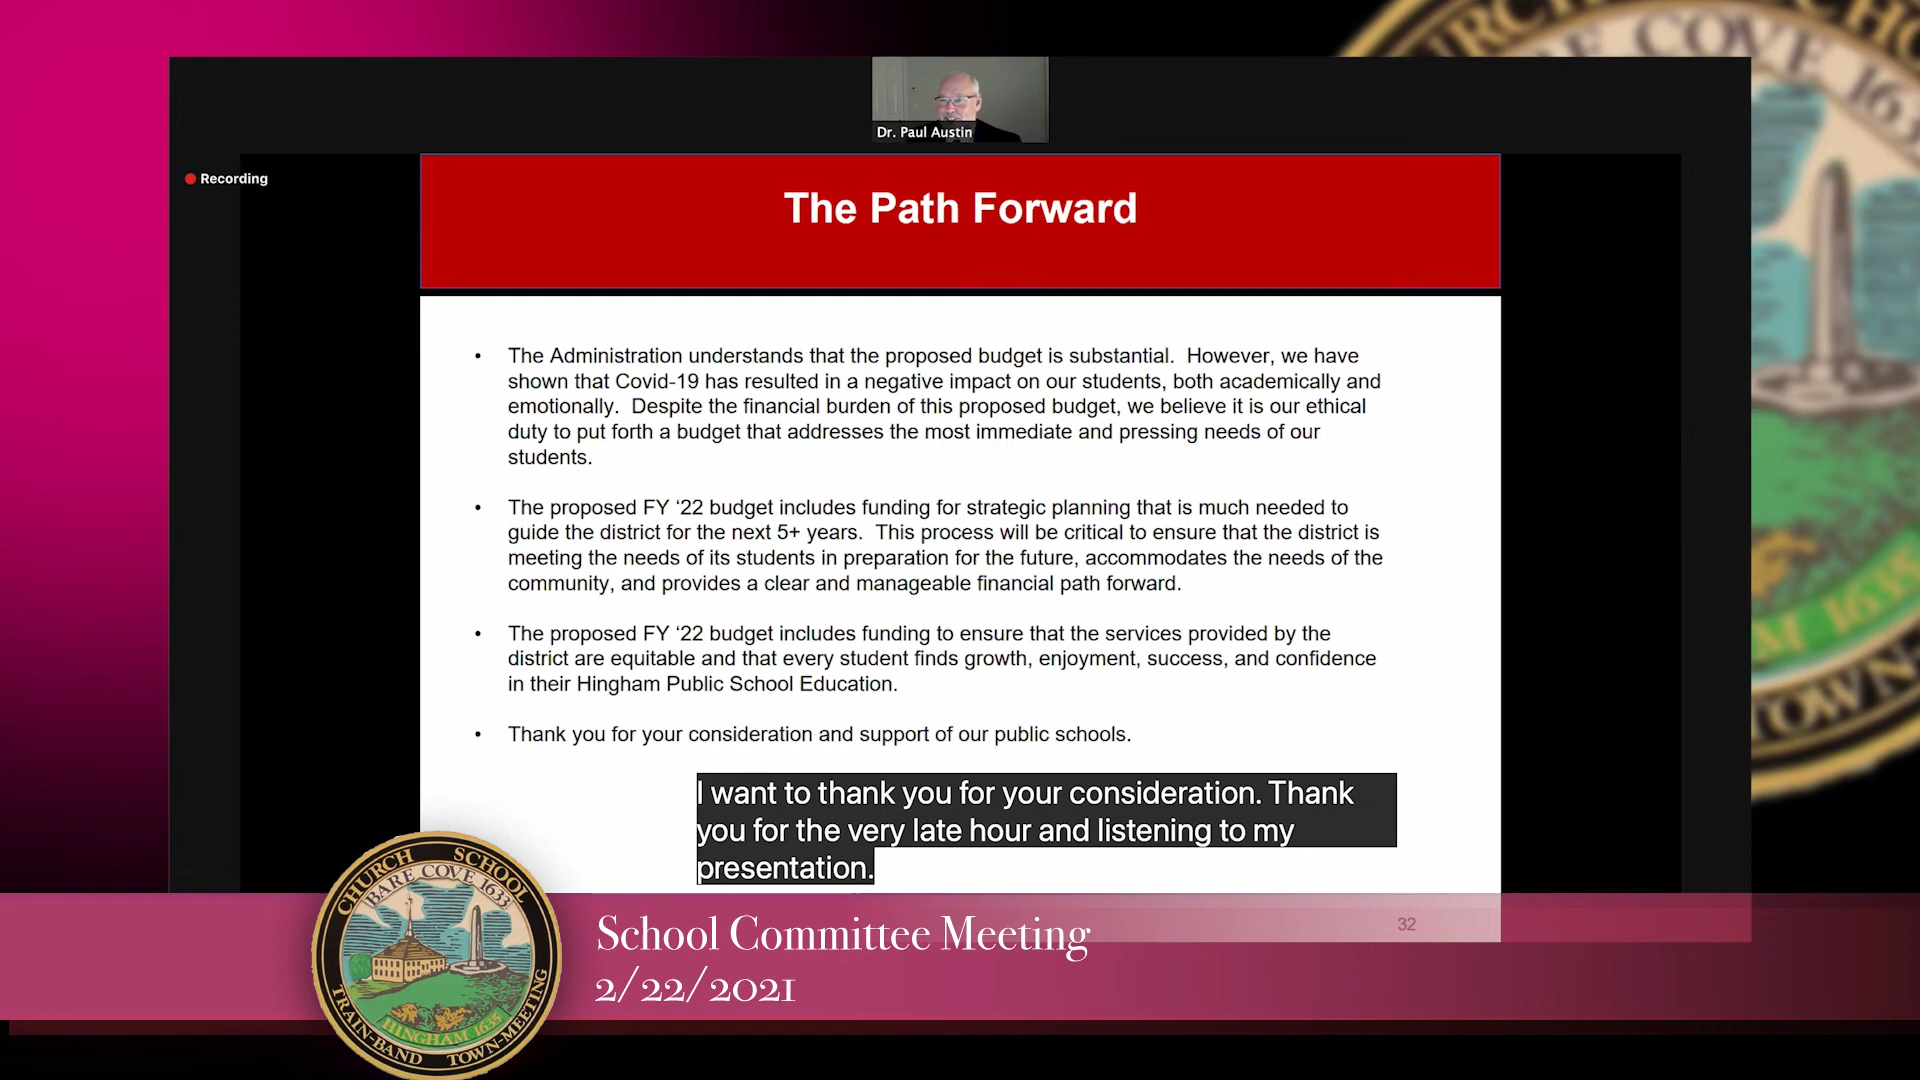 Dr. Paul Austin
Recording
The Path Forward
• The Administration understands that the proposed budget is substantial.  However, we have
shown that Covid-19 has resulted in a negative impact on our students, both academically and
emotionally.  Despite the financial burden of this proposed budget, we believe it is our ethical
duty to put forth a budget that addresses the most immediate and pressing needs of our
students.
• The proposed FY ‘22 budget includes funding for strategic planning that is much needed to
guide the district for the next 5+ years.  This process will be critical to ensure that the district is
meeting the needs of its students in preparation for the future, accommodates the needs of the
community, and provides a clear and manageable financial path forward.
• The proposed FY ‘22 budget includes funding to ensure that the services provided by the
district are equitable and that every student finds growth, enjoyment, success, and confidence
in their Hingham Public School Education.
• Thank you for your consideration and support of our public schools.
I want to thank you for your consideration. Thank
you for the very late hour and listening to my
presentation.
32
School Committee Meeting
2/22/2021
CHURCH SCHOOL
BARE COVE 1633
HINGHAM 1635
TRAIN-BAND TOWN-MEETING
COVE 163
TOWN-